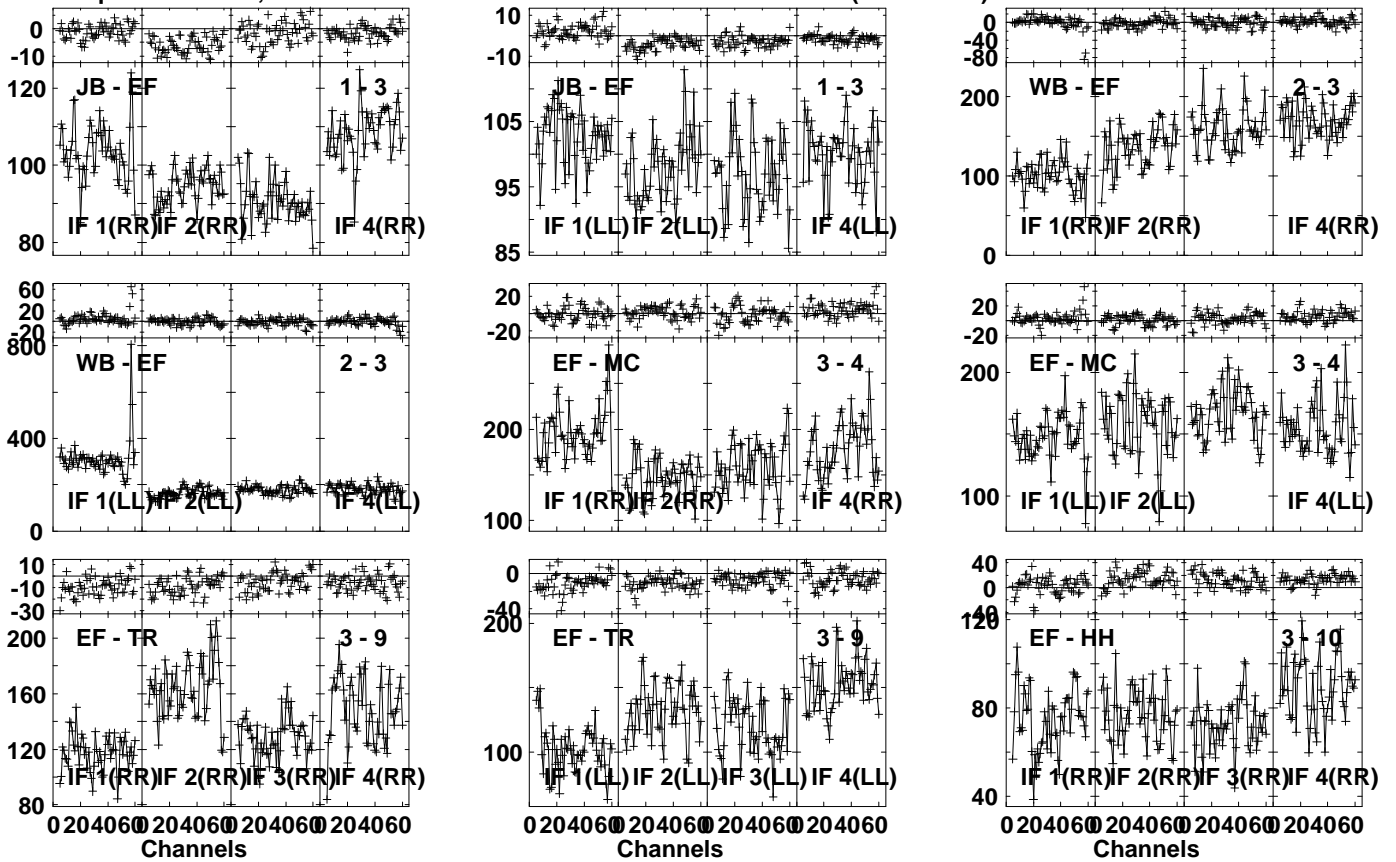 0
-10
JB - EF
1 - 3
120
100
80
IF 1(RR)
IF 2(RR)
IF 4(RR)
10
-10
JB - EF
1 - 3
105
95
85
IF 1(LL)
IF 2(LL)
IF 4(LL)
0
-40
-80
WB - EF
2 - 3
200
100
0
IF 1(RR)
IF 2(RR)
IF 4(RR)
60
20
-20
WB - EF
2 - 3
800
400
0
IF 1(LL)
IF 2(LL)
IF 4(LL)
20
-20
EF - MC
3 - 4
200
100
IF 1(RR)
IF 2(RR)
IF 4(RR)
20
-20
EF - MC
3 - 4
200
100
IF 1(LL)
IF 2(LL)
IF 4(LL)
10
-10
-30
EF - TR
3 - 9
200
160
120
80
IF 1(RR)
IF 2(RR)
IF 3(RR)
IF 4(RR)
0 204060 0 204060 0 204060 0 204060
Channels
0
-40
EF - TR
3 - 9
200
100
IF 1(LL)
IF 2(LL)
IF 3(LL)
IF 4(LL)
0 204060 0 204060 0 204060 0 204060
Channels
40
0
-40
EF - HH
3 - 10
120
80
40
IF 1(RR)
IF 2(RR)
IF 3(RR)
IF 4(RR)
0 204060 0 204060 0 204060 0 204060
Channels